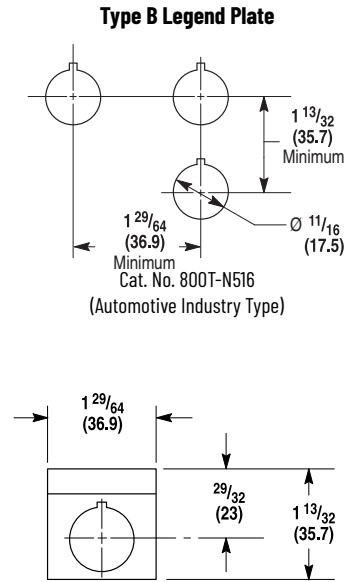 Type B Legend Plate
1 13/32
(35.7)
Minimum
1 29/64
(36.9)
Minimum
Ø 11/16
(17.5)
Cat. No. 800T-N516
(Automotive Industry Type)
1 29/64
(36.9)
29/32
(23)
1 13/32
(35.7)